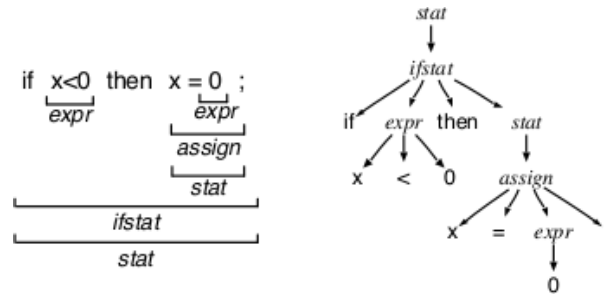 if x<0 then x = 0 ;
expr expr
assign
stat
ifstat
stat
stat
ifstat
if expr then stat
x < 0 assign
x = expr
0